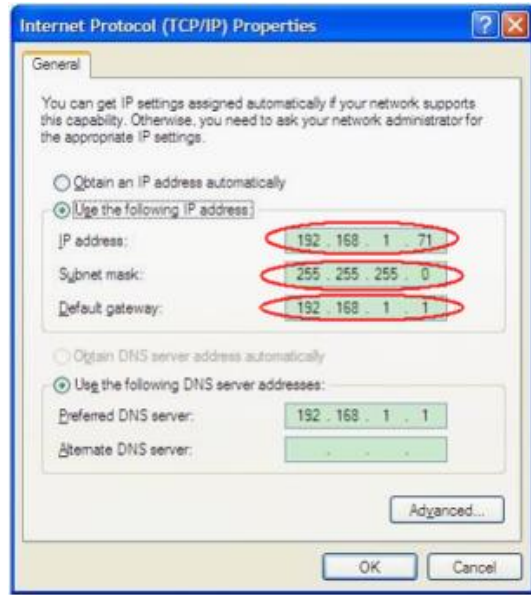 Internet Protocol (TCP/IP) Properties
General
You can get IP settings assigned automatically if your network supports
this capability. Otherwise, you need to ask your network administrator for
the appropriate IP settings.
Obtain an IP address automatically
Use the following IP address:
IP address: 192 . 168 . 1 . 71
Subnet mask: 255 . 255 . 255 . 0
Default gateway: 192 . 168 . 1 . 1
Obtain DNS server address automatically
Use the following DNS server addresses:
Preferred DNS server: 192 . 168 . 1 . 1
Alternate DNS server: . . .
Advanced...
OK Cancel